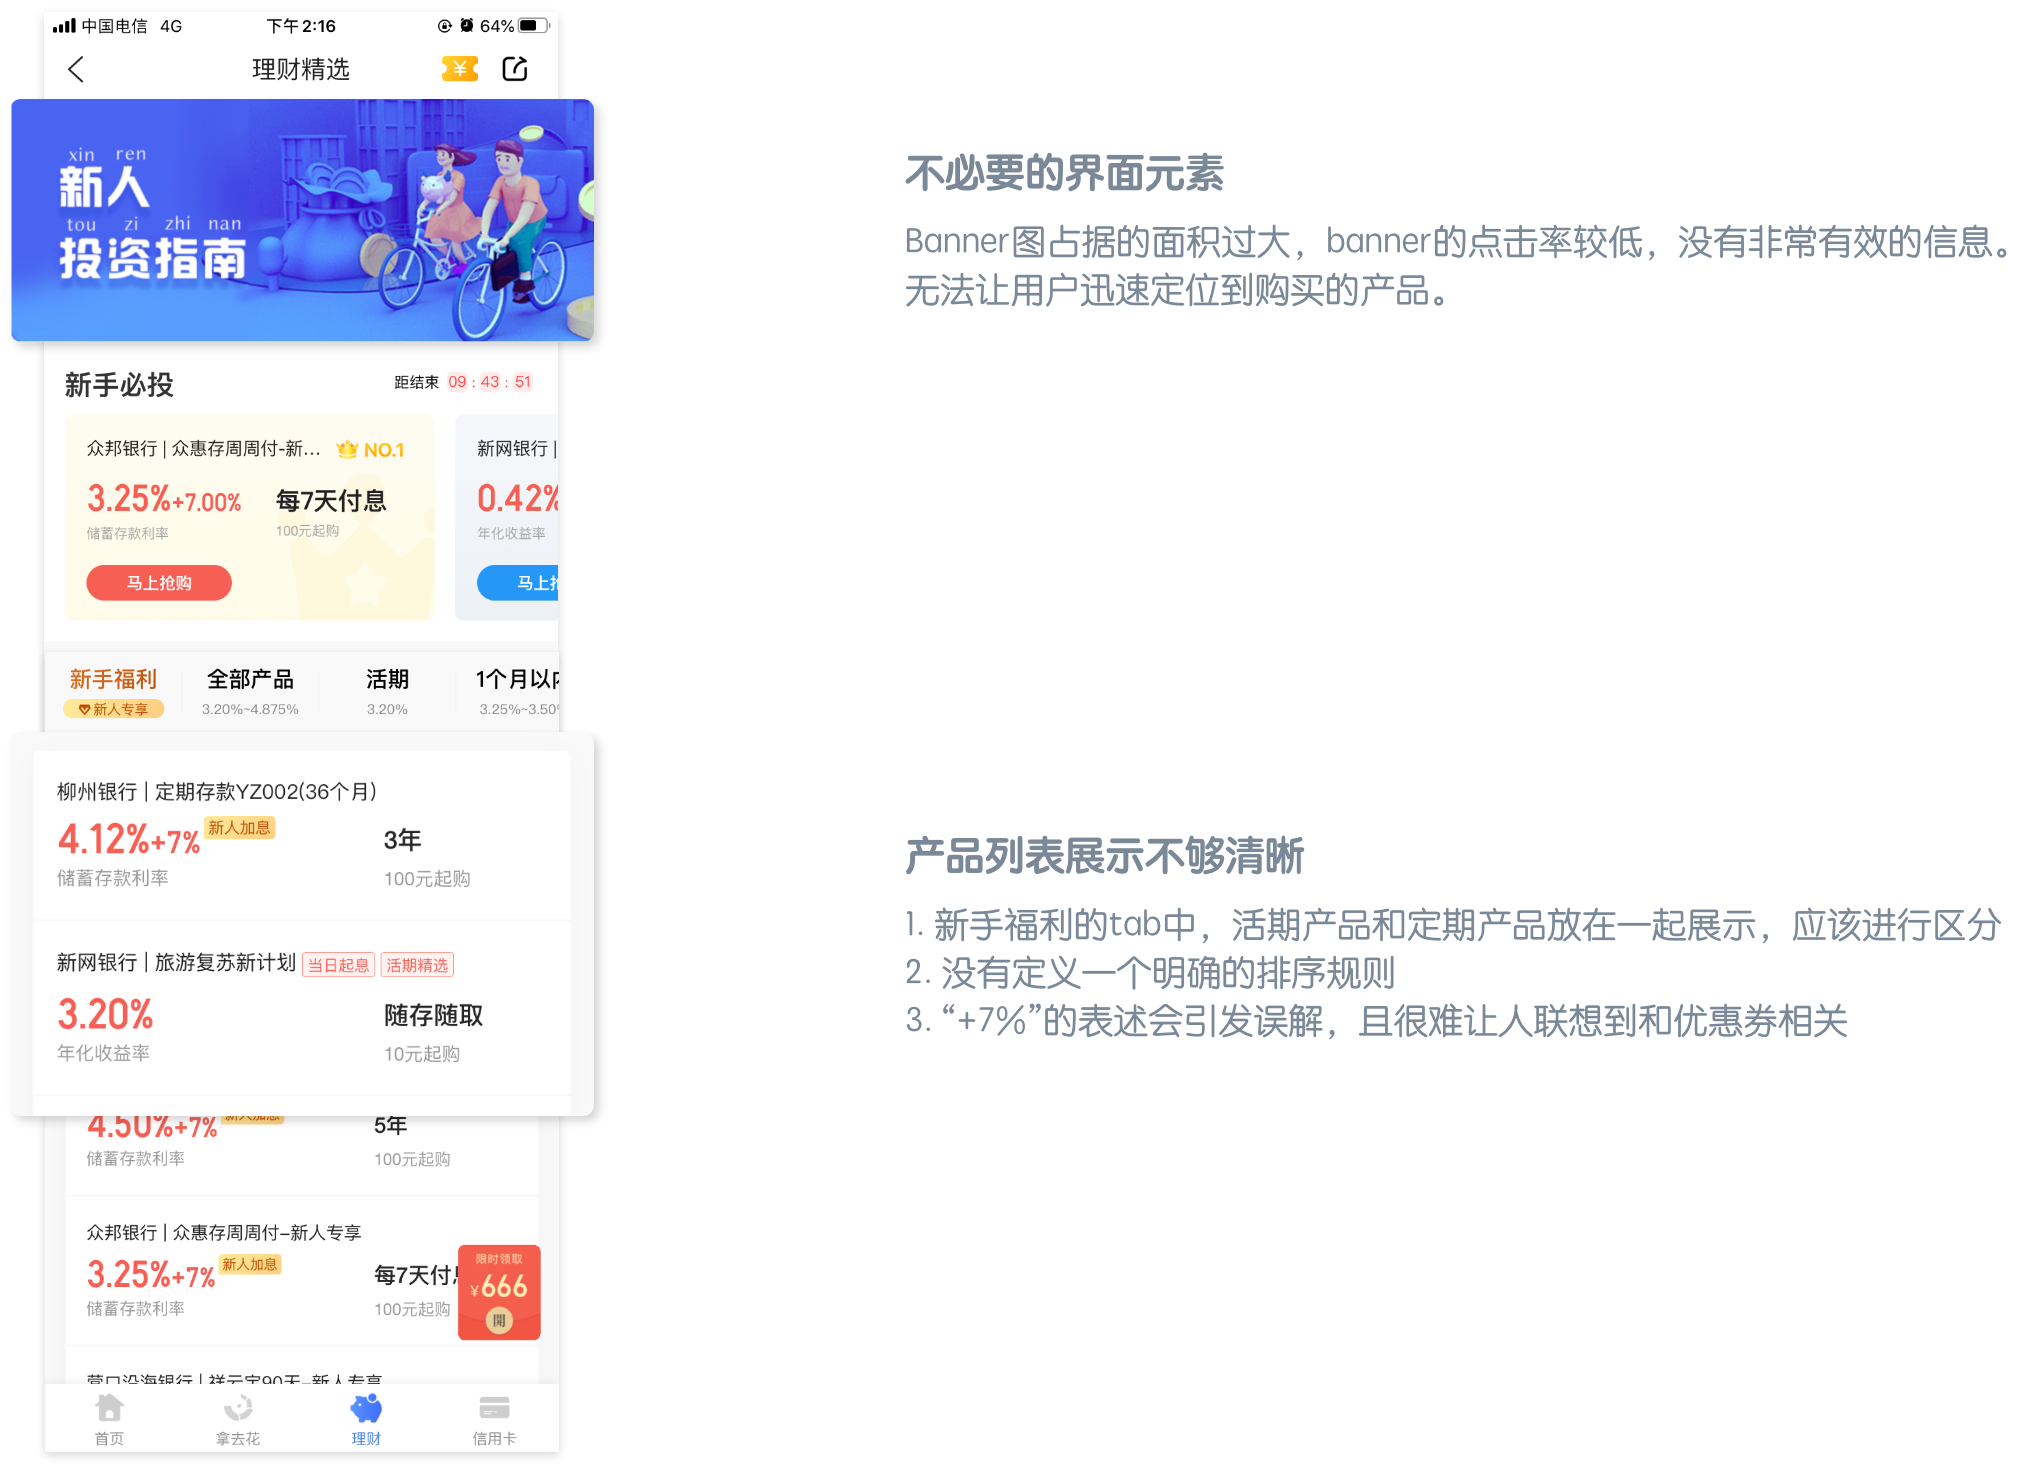 中国电信 4G 下午2:16 64%
理财精选
xin ren
新人
tou zi zhi nan
投资指南
新手必投 距结束 09 : 43 : 51
众邦银行 | 众惠存周周付-新... NO.1
3.25%+7.00% 每7天付息
储蓄存款利率 100元起购
马上抢购
新网银行 |
0.42%
年化收益率
马上抢
新手福利 全部产品 活期 1个月以内
新人专享 3.20%~4.875% 3.20% 3.25%~3.50%
柳州银行 | 定期存款YZ002(36个月)
4.12%+7% 新人加息 3年
储蓄存款利率 100元起购
新网银行 | 旅游复苏新计划 当日起息 活期精选
3.20% 随存随取
年化收益率 10元起购
4.50%+7% 新人加息 5年
储蓄存款利率 100元起购
众邦银行 | 众惠存周周付-新人专享
3.25%+7% 新人加息 每7天付息
储蓄存款利率 100元起购
限时领取
¥666
開
营口沿海银行 | 祥云宝90天-新人专享
首页 拿去花 理财 信用卡
不必要的界面元素
Banner图占据的面积过大，banner的点击率较低，没有非常有效的信息。
无法让用户迅速定位到购买的产品。
产品列表展示不够清晰
1. 新手福利的tab中，活期产品和定期产品放在一起展示，应该进行区分
2. 没有定义一个明确的排序规则
3. “+7%”的表述会引发误解，且很难让人联想到和优惠券相关